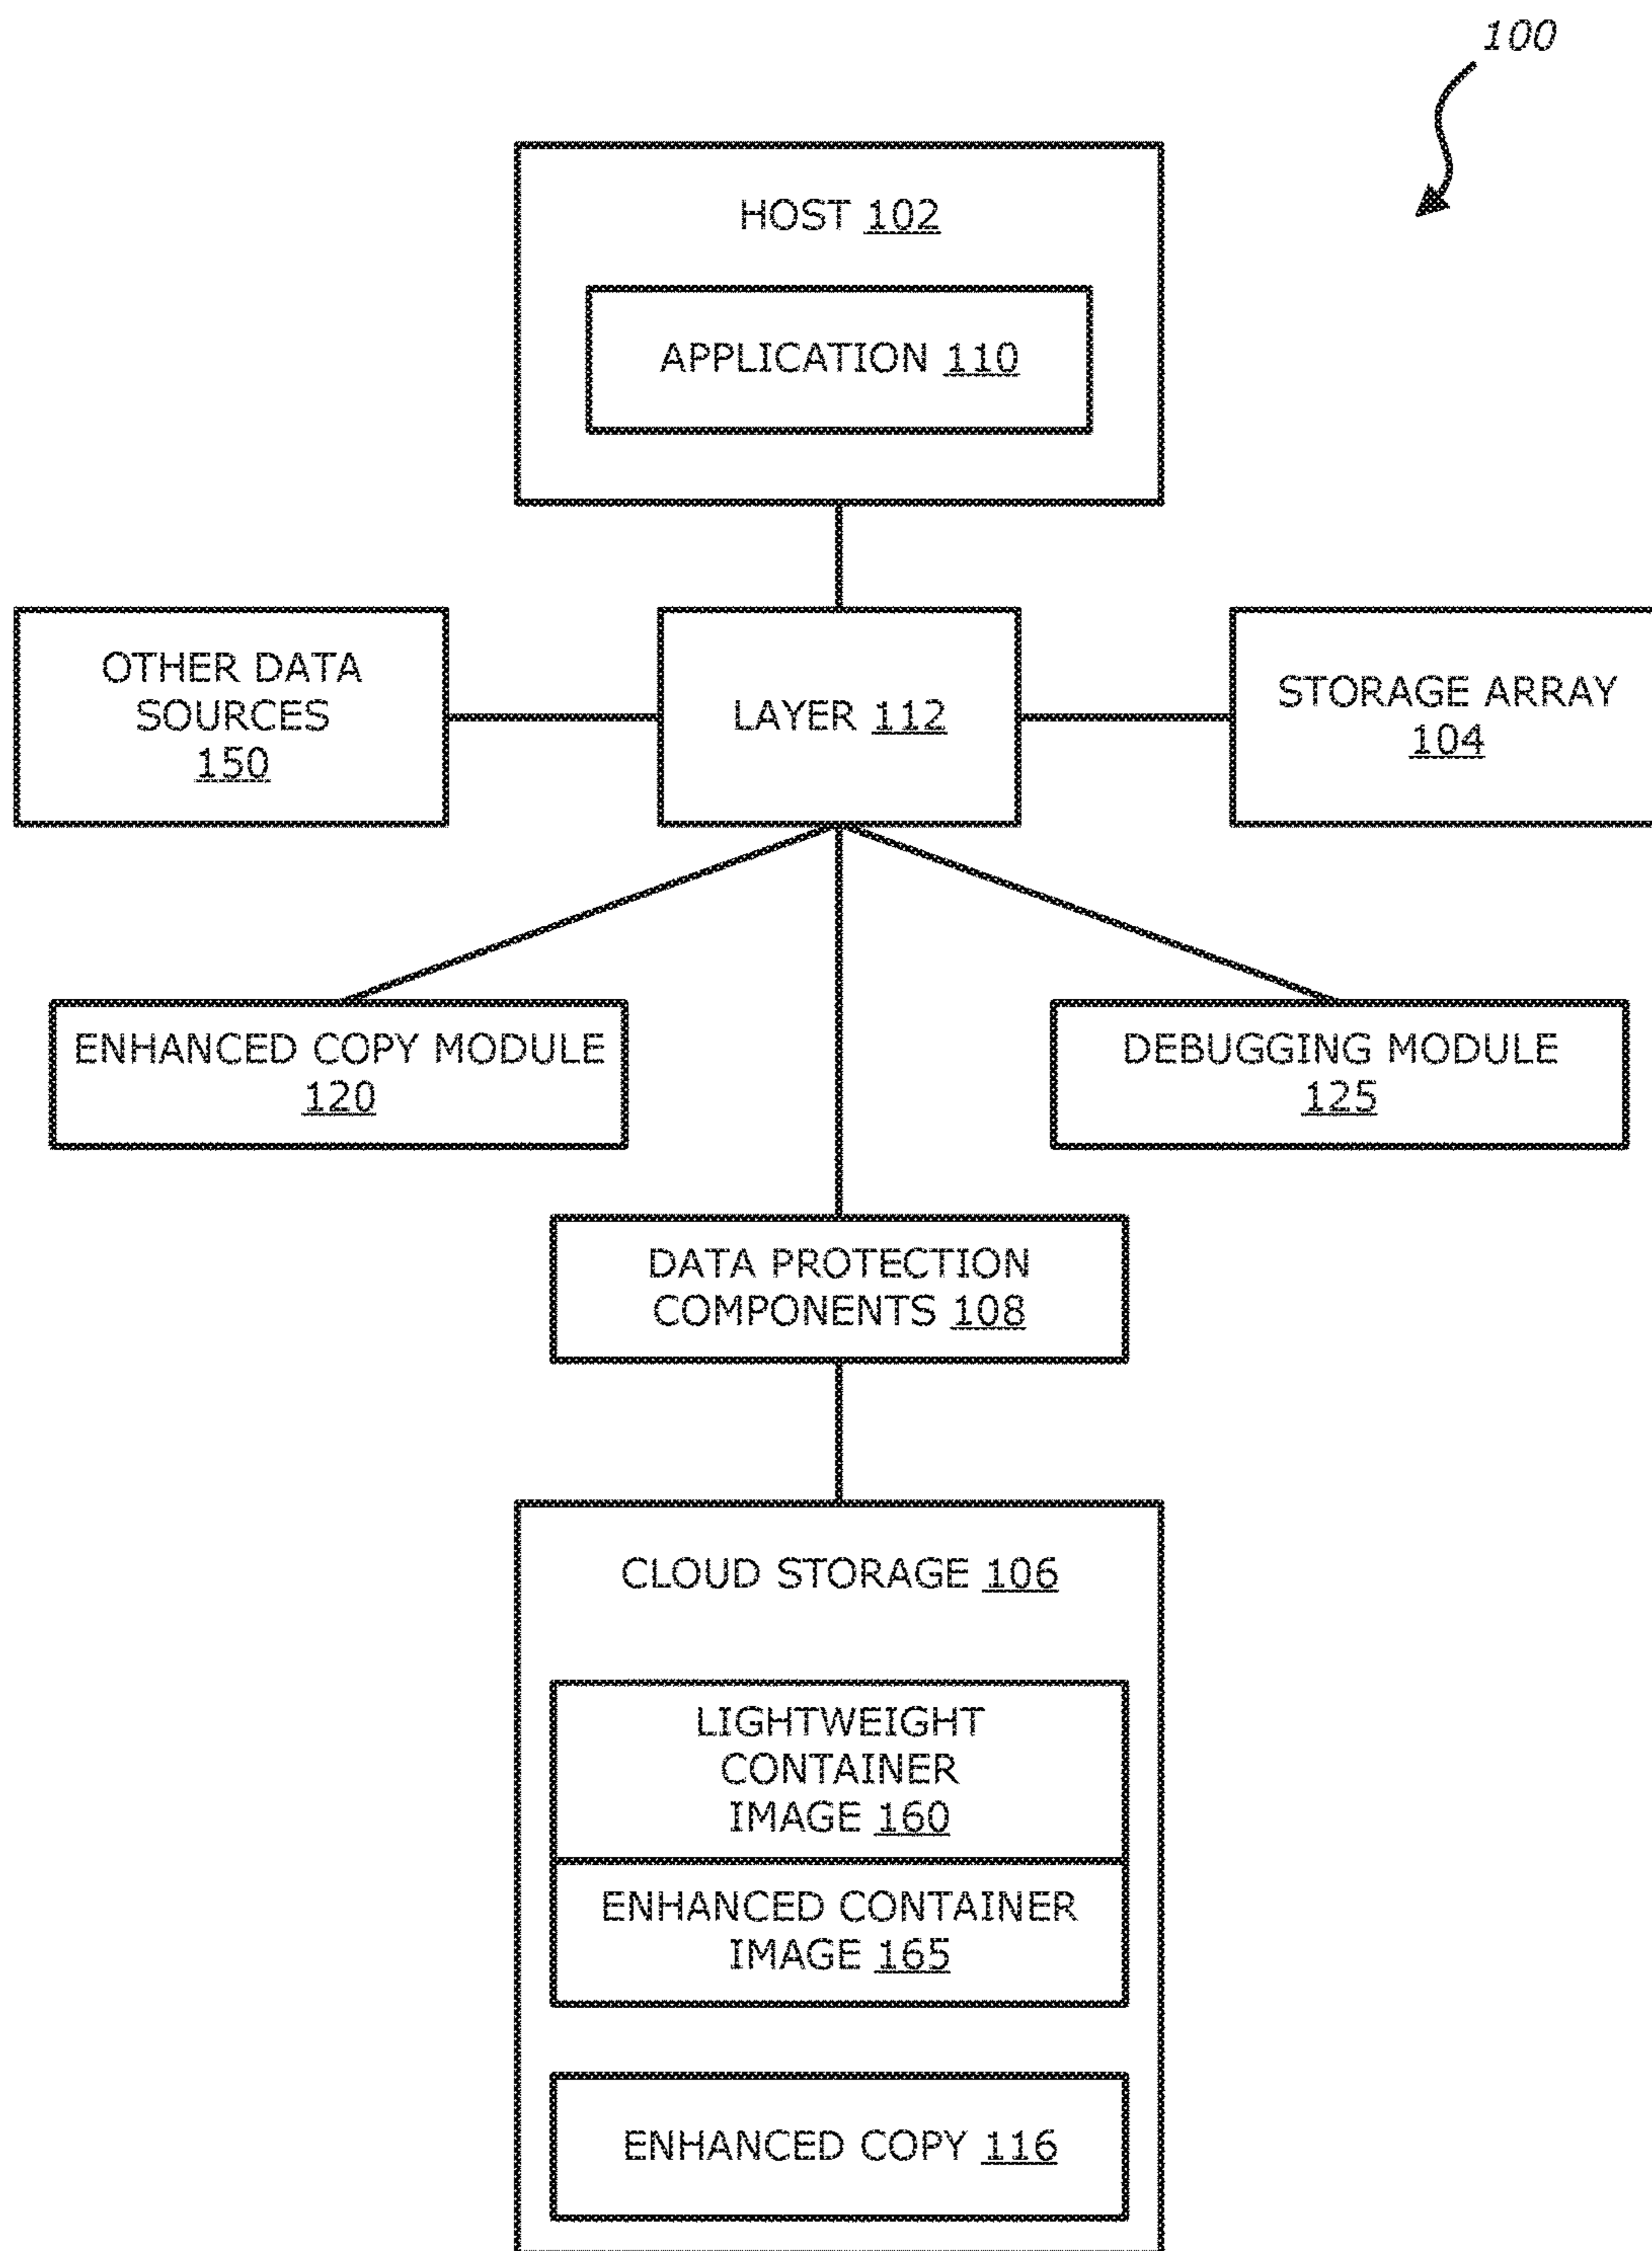 100
HOST 102
APPLICATION 110
OTHER DATA
SOURCES
150
LAYER 112
STORAGE ARRAY
104
ENHANCED COPY MODULE
120
DEBUGGING MODULE
125
DATA PROTECTION
COMPONENTS 108
CLOUD STORAGE 106
LIGHTWEIGHT
CONTAINER
IMAGE 160
ENHANCED CONTAINER
IMAGE 165
ENHANCED COPY 116